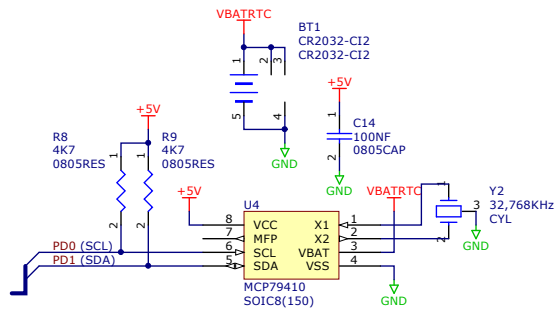 VBATRTC
BT1
CR2032-CI2
CR2032-CI2
1
2
3
5
4
GND
+5V
1
C14
100NF
0805CAP
2
GND
+5V
R8
4K7
0805RES
R9
4K7
0805RES
1
1
2
2
+5V
U4
8 VCC X1 1
7 MFP X2 2
6 SCL VBAT 3
5 SDA VSS 4
MCP79410
SOIC8(150)
VBATRTC
GND
1
Y2
32,768KHz
CYL
3
2
GND
PD0 (SCL)
PD1 (SDA)